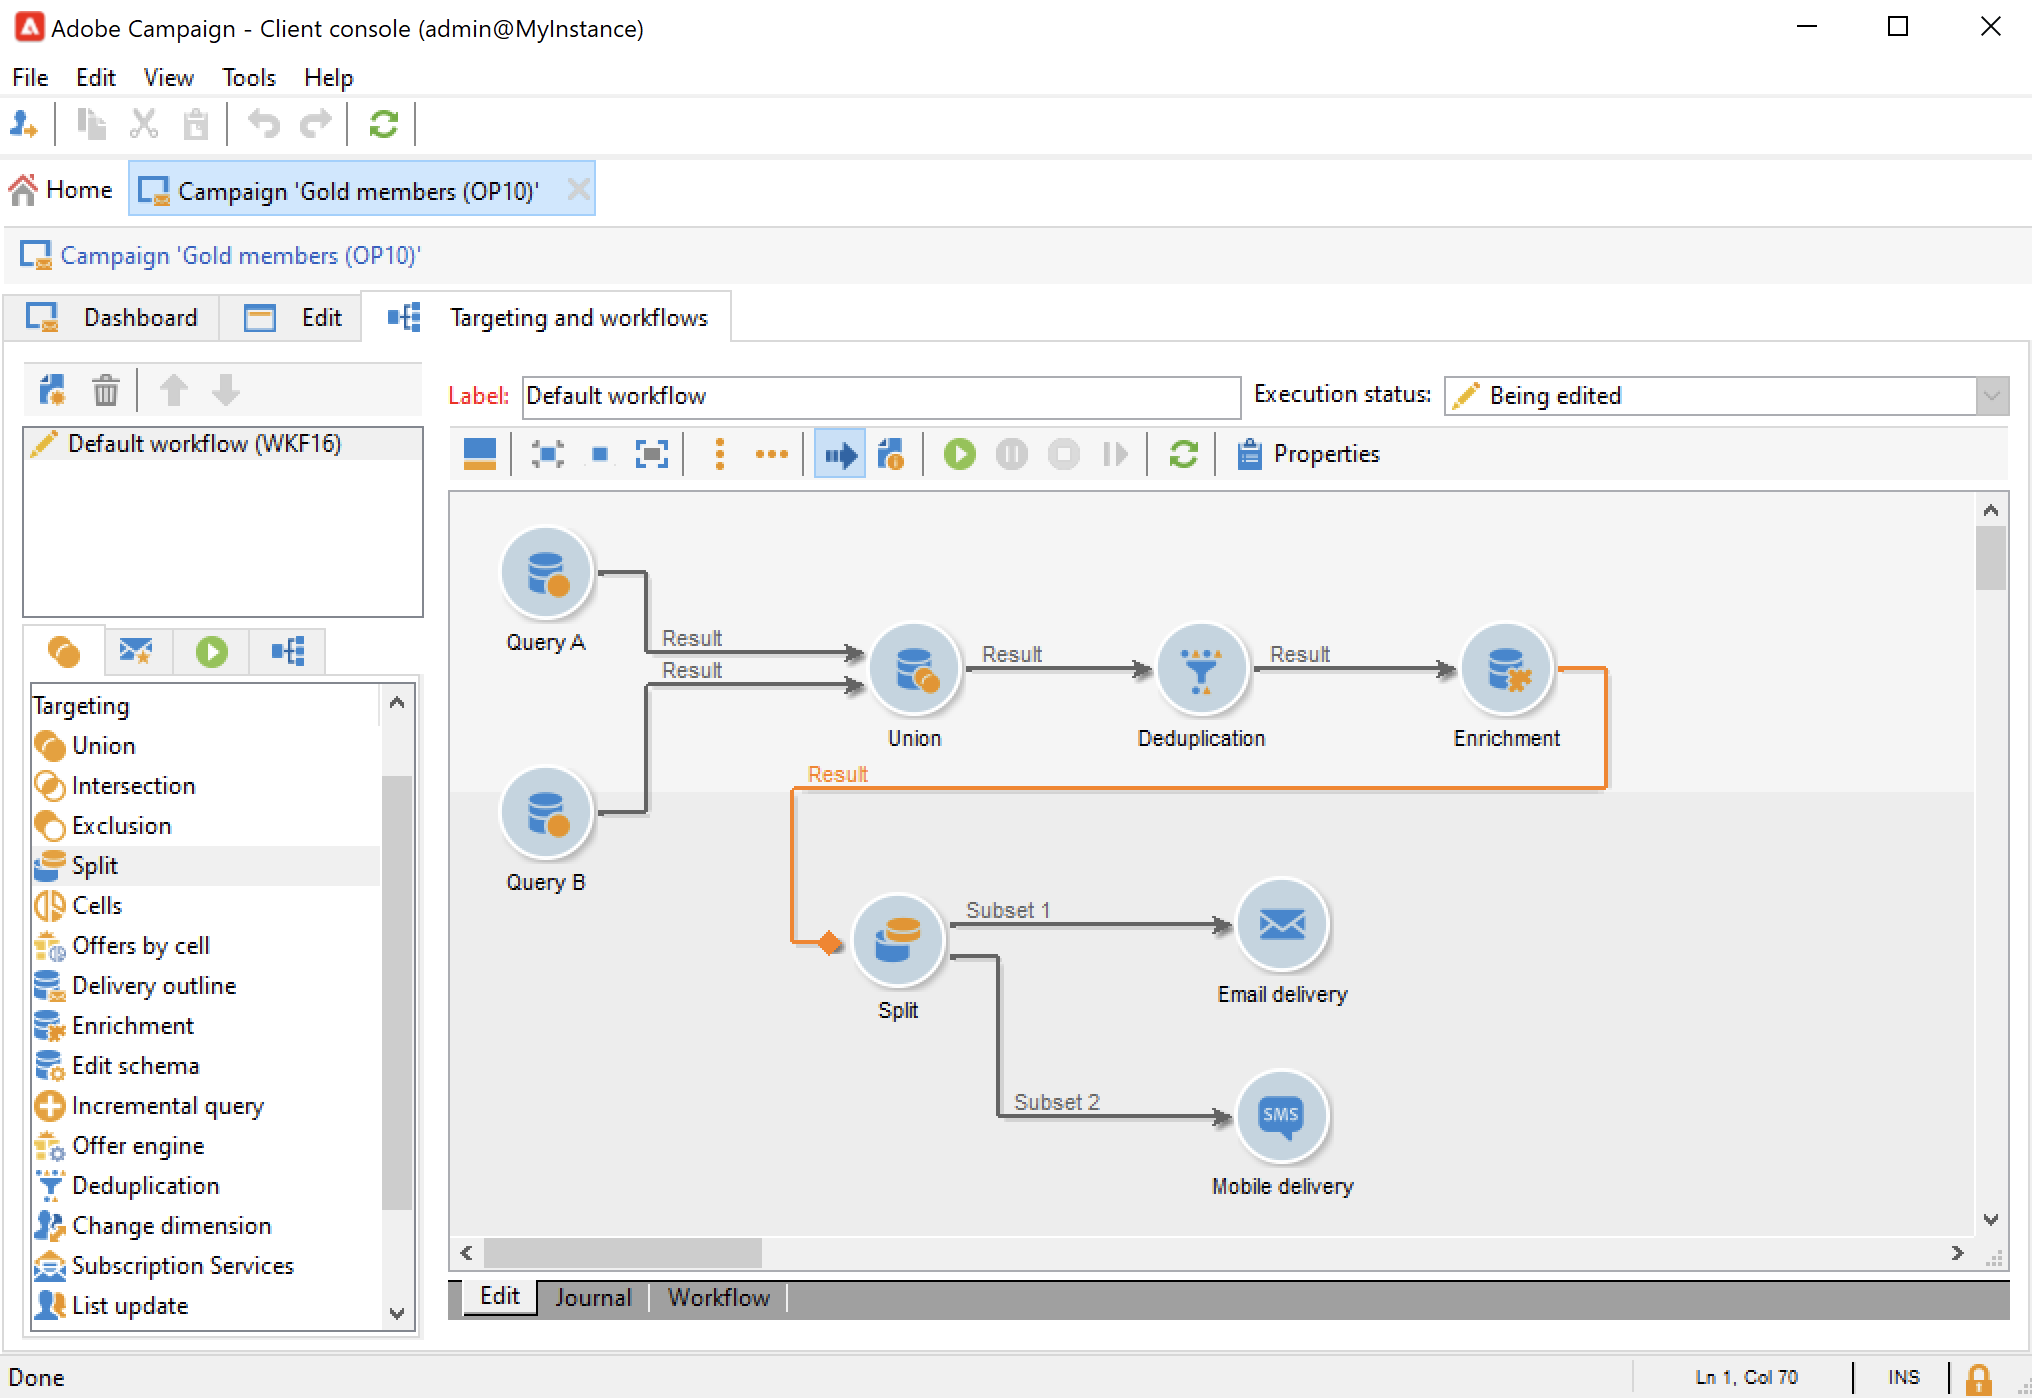 Adobe Campaign - Client console (admin@MyInstance)
File Edit View Tools Help
Home Campaign 'Gold members (OP10)'
Campaign 'Gold members (OP10)'
Dashboard Edit Targeting and workflows
Label: Default workflow Execution status: Being edited
Default workflow (WKF16)
Properties
Query A
Result
Result
Result
Result
Union
Deduplication
Enrichment
Result
Query B
Subset 1
Split
Email delivery
Subset 2
SMS
Mobile delivery
Targeting
Union
Intersection
Exclusion
Split
Cells
Offers by cell
Delivery outline
Enrichment
Edit schema
Incremental query
Offer engine
Deduplication
Change dimension
Subscription Services
List update
Edit Journal Workflow
Done Ln 1, Col 70 INS